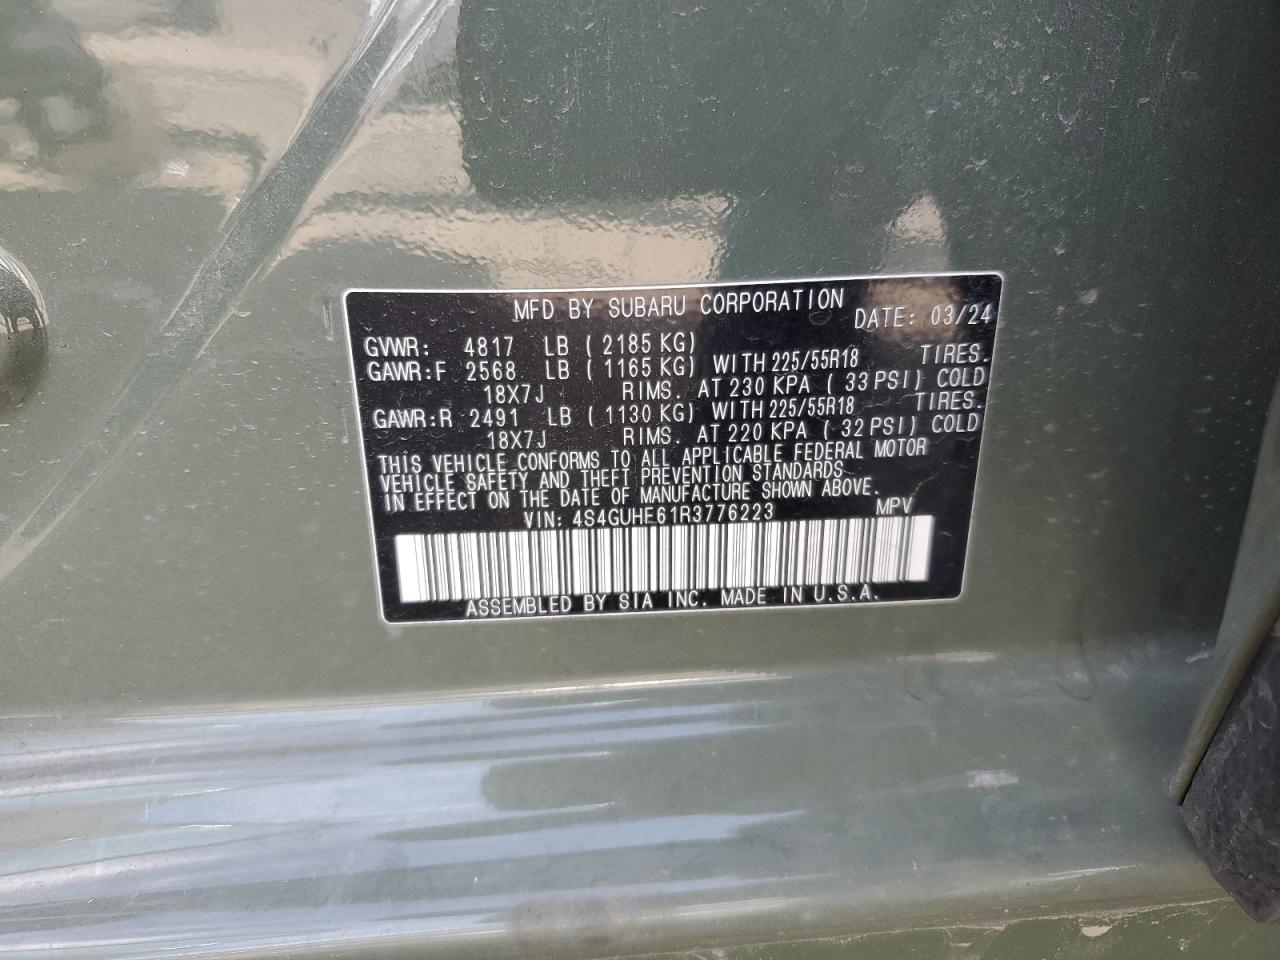 MFD BY SUBARU CORPORATION DATE: 03/24
GVWR: 4817 LB ( 2185 KG)
GAWR:F 2568 LB ( 1165 KG) WITH 225/55R18 TIRES.
18X7J RIMS. AT 230 KPA ( 33 PSI) COLD
GAWR:R 2491 LB ( 1130 KG) WITH 225/55R18 TIRES.
18X7J RIMS. AT 220 KPA ( 32 PSI) COLD
THIS VEHICLE CONFORMS TO ALL APPLICABLE FEDERAL MOTOR
VEHICLE SAFETY AND THEFT PREVENTION STANDARDS
IN EFFECT ON THE DATE OF MANUFACTURE SHOWN ABOVE.
VIN: 4S4GUHF61R3776223 MPV
ASSEMBLED BY SIA INC. MADE IN U.S.A.